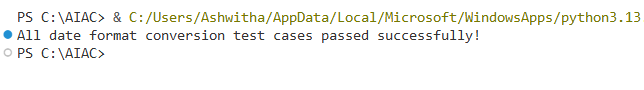 PS C:\AIAC> & C:/Users/Ashwitha/AppData/Local/Microsoft/WindowsApps/python3.13
All date format conversion test cases passed successfully!
PS C:\AIAC>